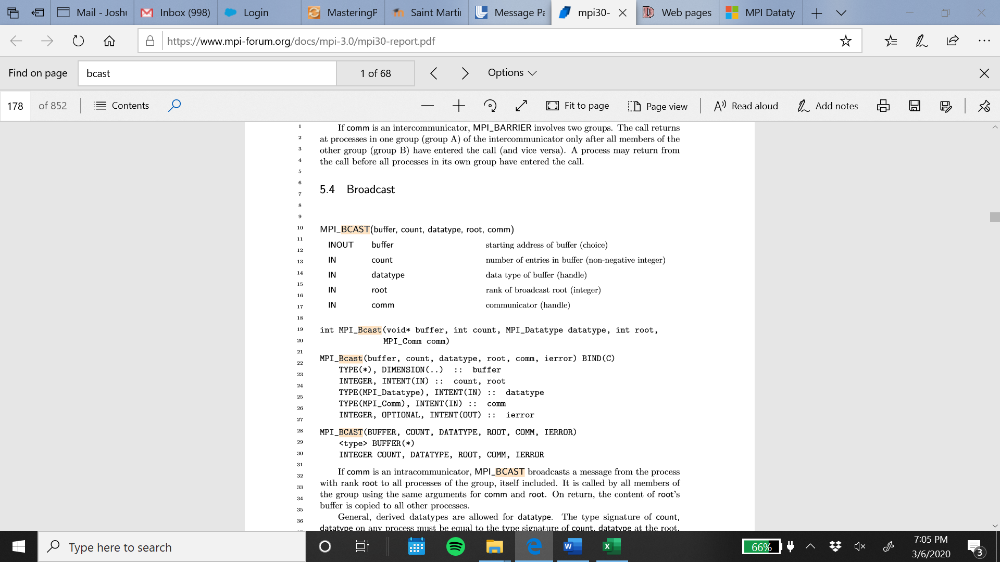 Mail - Joshu
Inbox (998)
Login
MasteringP
Saint Martin
Message Pa
mpi30-
Web pages
MPI Dataty
https://www.mpi-forum.org/docs/mpi-3.0/mpi30-report.pdf
Find on page
bcast
1 of 68
Options
178 of 852
Contents
Fit to page
Page view
Read aloud
Add notes
1 If comm is an intercommunicator, MPI_BARRIER involves two groups. The call returns
2 at processes in one group (group A) of the intercommunicator only after all members of the
3 other group (group B) have entered the call (and vice versa). A process may return from
4 the call before all processes in its own group have entered the call.
5
6
5.4 Broadcast
7
8
9
10 MPI_BCAST(buffer, count, datatype, root, comm)
11 INOUT buffer starting address of buffer (choice)
12
13 IN count number of entries in buffer (non-negative integer)
14 IN datatype data type of buffer (handle)
15
16 IN root rank of broadcast root (integer)
17 IN comm communicator (handle)
18
19 int MPI_Bcast(void* buffer, int count, MPI_Datatype datatype, int root,
20 MPI_Comm comm)
21
22 MPI_Bcast(buffer, count, datatype, root, comm, ierror) BIND(C)
23 TYPE(*), DIMENSION(..) :: buffer
24 INTEGER, INTENT(IN) :: count, root
25 TYPE(MPI_Datatype), INTENT(IN) :: datatype
26 TYPE(MPI_Comm), INTENT(IN) :: comm
27 INTEGER, OPTIONAL, INTENT(OUT) :: ierror
28 MPI_BCAST(BUFFER, COUNT, DATATYPE, ROOT, COMM, IERROR)
29 <type> BUFFER(*)
30 INTEGER COUNT, DATATYPE, ROOT, COMM, IERROR
31
32 If comm is an intracommunicator, MPI_BCAST broadcasts a message from the process
33 with rank root to all processes of the group, itself included. It is called by all members of
34 the group using the same arguments for comm and root. On return, the content of root's
35 buffer is copied to all other processes.
36 General, derived datatypes are allowed for datatype. The type signature of count,
datatype on any process must be equal to the type signature of count, datatype at the root.
Type here to search
66%
7:05 PM
3/6/2020
3